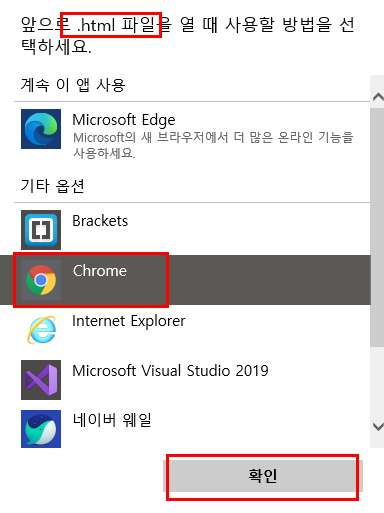 앞으로 .html 파일을 열 때 사용할 방법을 선
택하세요.
계속 이 앱 사용
Microsoft Edge
Microsoft의 새 브라우저에서 더 많은 온라인 기능을
사용하세요.
기타 옵션
Brackets
Chrome
Internet Explorer
Microsoft Visual Studio 2019
네이버 웨일
확인